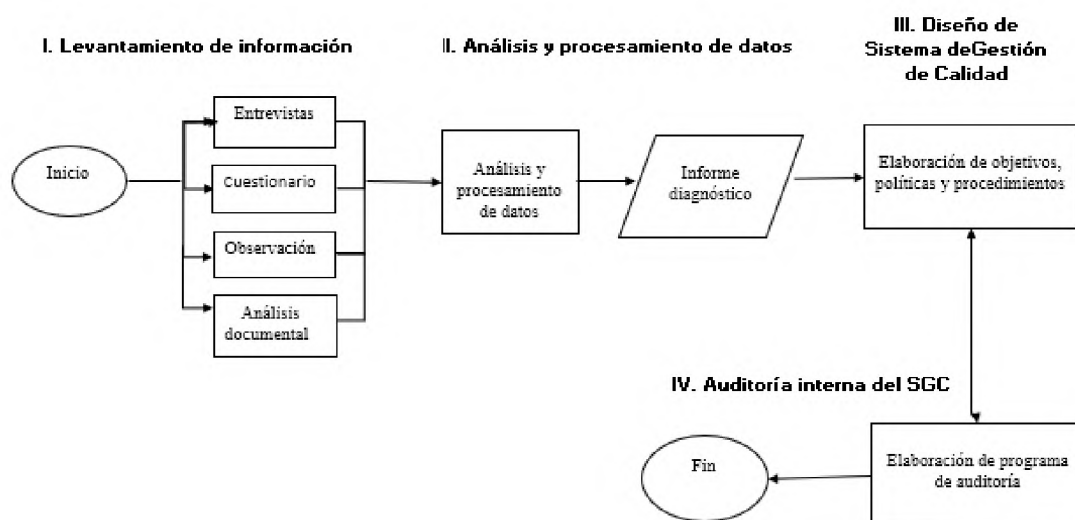 I. Levantamiento de información
II. Análisis y procesamiento de datos
III. Diseño de
Sistema deGestión
de Calidad
Inicio
Entrevistas
Cuestionario
Observación
Análisis
documental
Análisis y
procesamiento
de datos
Informe
diagnóstico
Elaboración de objetivos,
políticas y procedimientos
IV. Auditoría interna del SGC
Elaboración de programa
de auditoría
Fin